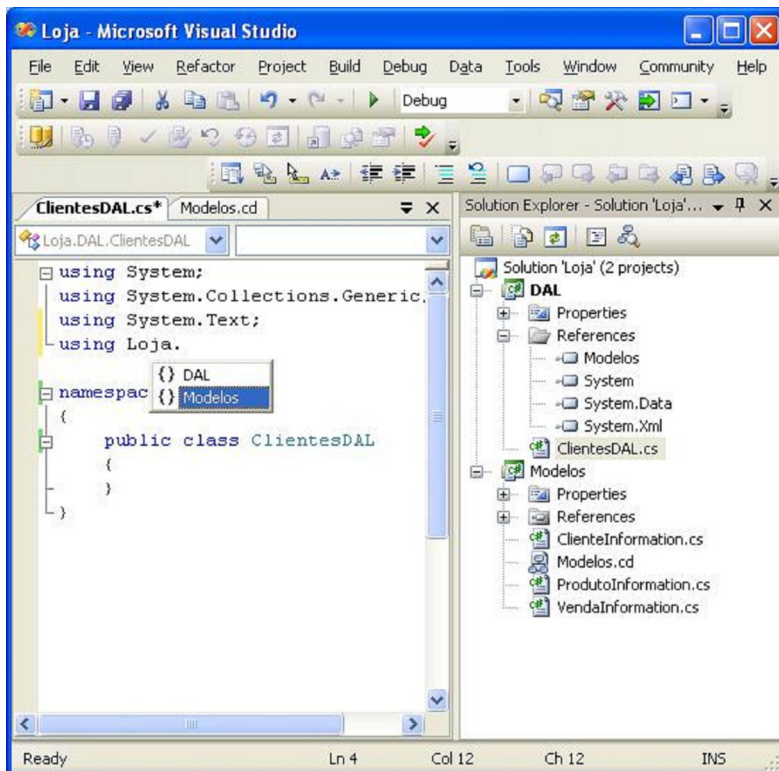 Loja - Microsoft Visual Studio
File Edit View Refactor Project Build Debug Data Tools Window Community Help
Debug
ClientesDAL.cs* Modelos.cd
Loja.DAL.ClientesDAL
using System;
using System.Collections.Generic
using System.Text;
using Loja.
{} DAL
{} Modelos
namespac
{
public class ClientesDAL
{
}
}
Solution Explorer - Solution 'Loja'...
Solution 'Loja' (2 projects)
DAL
Properties
References
Modelos
System
System.Data
System.Xml
ClientesDAL.cs
Modelos
Properties
References
ClienteInformation.cs
Modelos.cd
ProdutoInformation.cs
VendaInformation.cs
Ready Ln 4 Col 12 Ch 12 INS